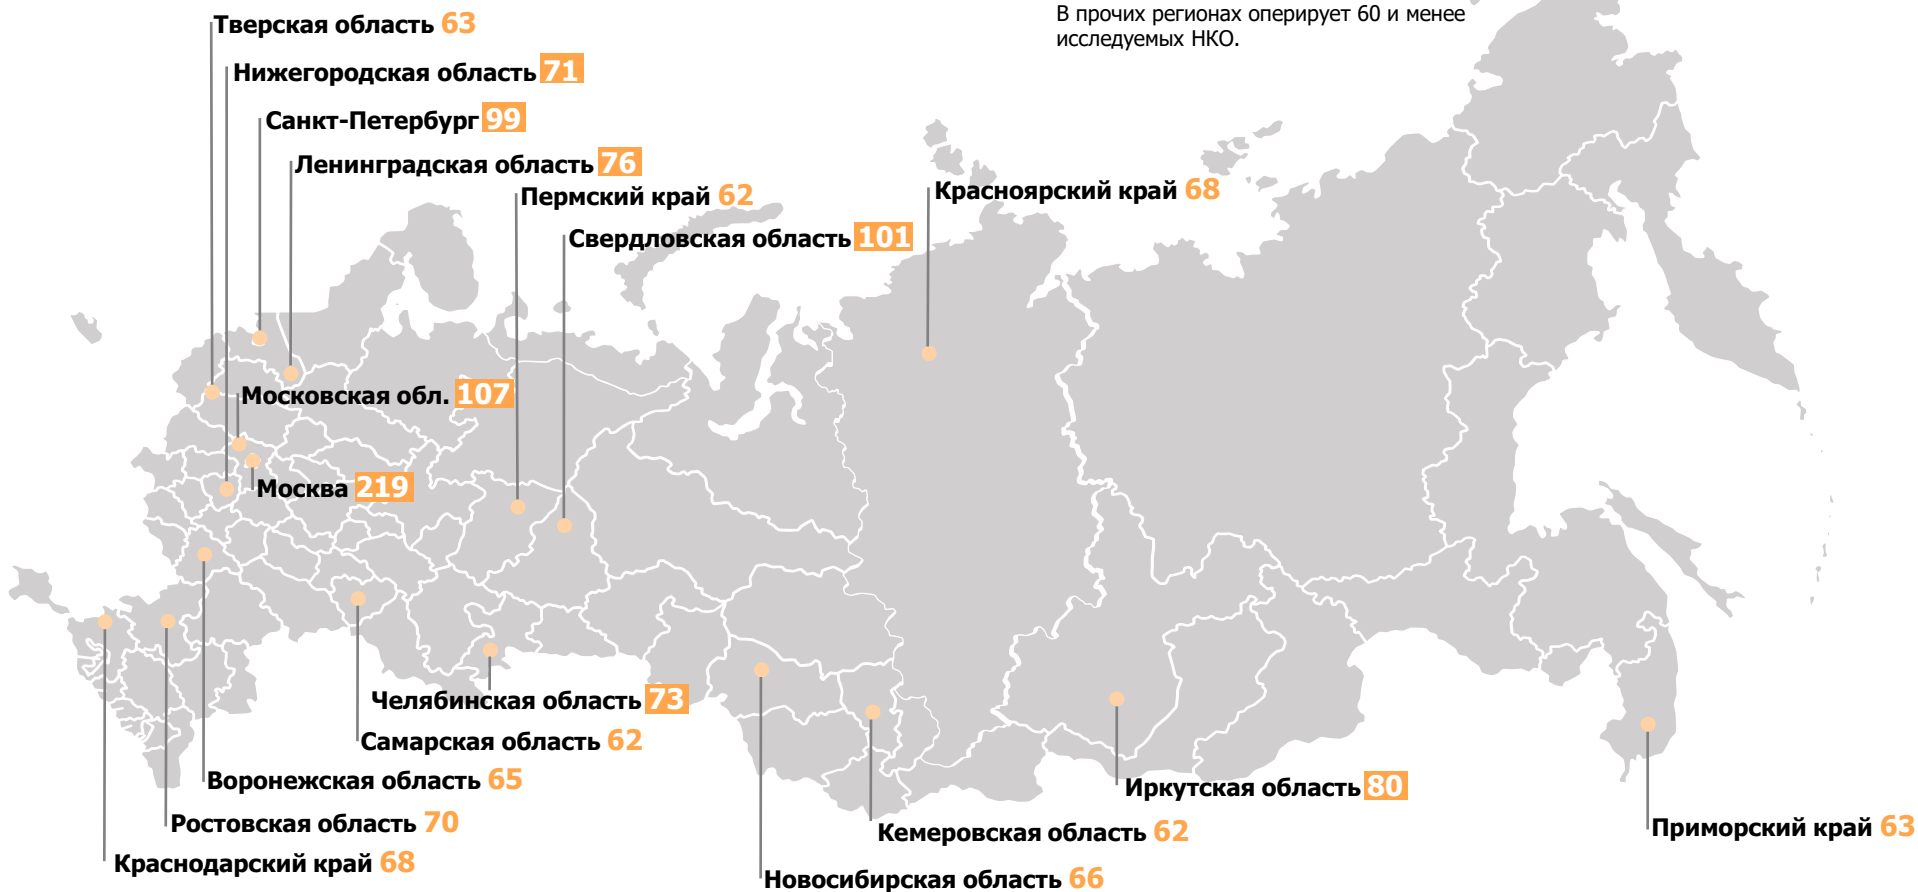 В прочих регионах оперирует 60 и менее
исследуемых НКО.
Тверская область 63
Нижегородская область 71
Санкт-Петербург 99
Ленинградская область 76
Пермский край 62
Красноярский край 68
Свердловская область 101
Московская обл. 107
Москва 219
Челябинская область 73
Самарская область 62
Воронежская область 65
Иркутская область 80
Ростовская область 70
Кемеровская область 62
Приморский край 63
Краснодарский край 68
Новосибирская область 66